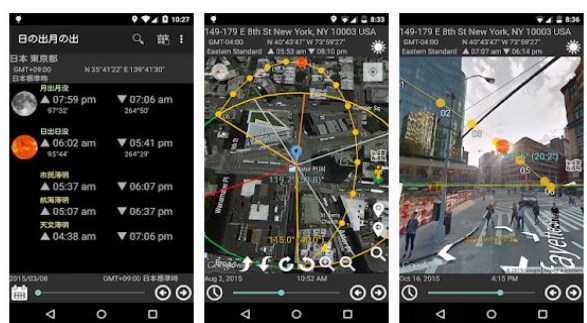 10:27
日の出月の出
日本 東京都
GMT+09:00 N 35°41'22" E 139°41'30"
日本標準時
月出月没
▲ 07:59 pm ▼ 07:06 am
97°32' 264°50'
日出日没
▲ 06:02 am ▼ 05:41 pm
95°44' 264°29'
市民薄明
▲ 05:37 am ▼ 06:07 pm
航海薄明
▲ 05:07 am ▼ 06:37 pm
天文薄明
▲ 04:38 am ▼ 07:06 pm
2015/03/08 GMT+09:00 日本標準時
8:33
149-179 E 8th St New York, NY 10003 USA
GMT-04:00 N 40°43'47" W 73°59'27"
Eastern Standard ▲ 05:53 am ▼ 08:10 pm
Aug 2, 2015 10:52 AM
8:36
149-179 E 8th St New York, NY 10003 USA
GMT-04:00 N 40°43'47" W 73°59'27"
Eastern Standard ▲ 07:07 am ▼ 06:14 pm
02
03
05
06
Oct 16, 2015 4:15 PM